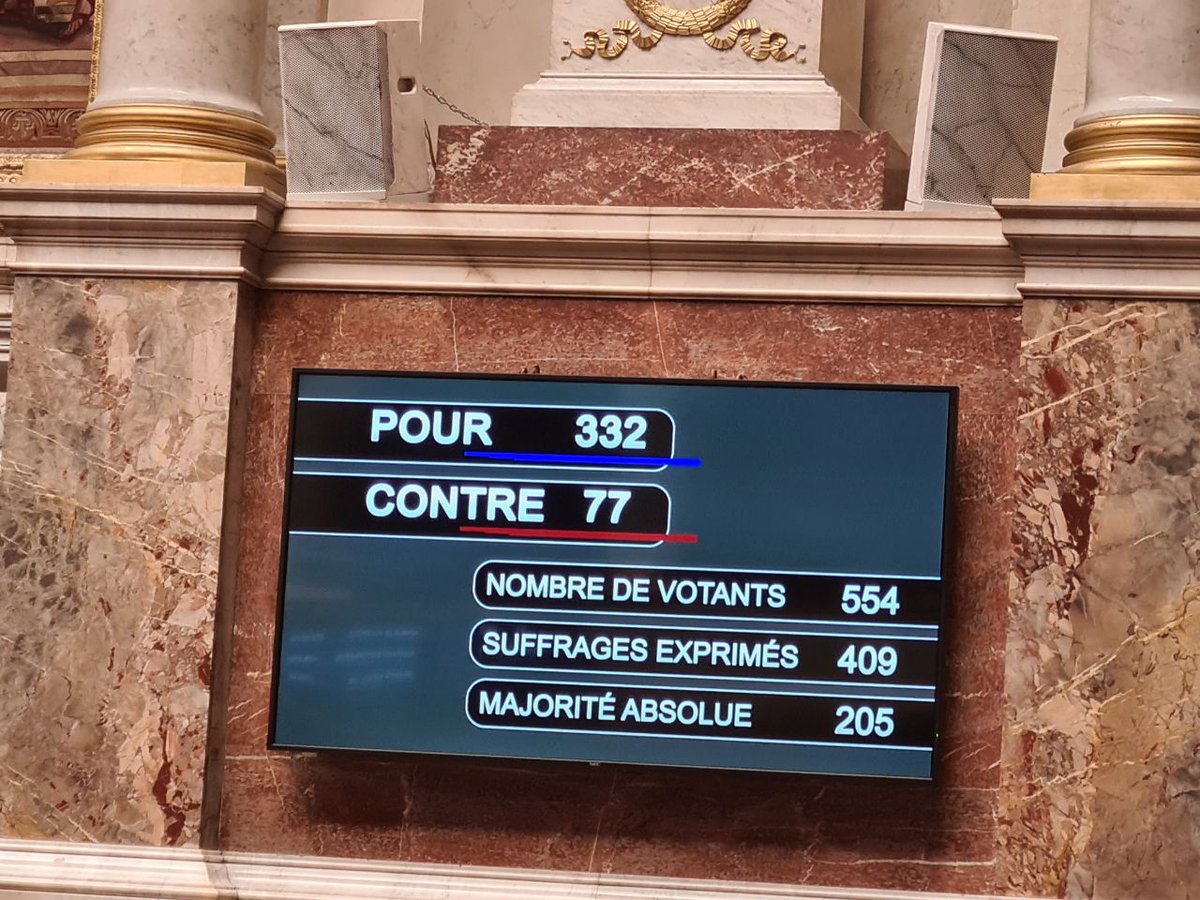 POUR 332
CONTRE 77
NOMBRE DE VOTANTS 554
SUFFRAGES EXPRIMÉS 409
MAJORITÉ ABSOLUE 205